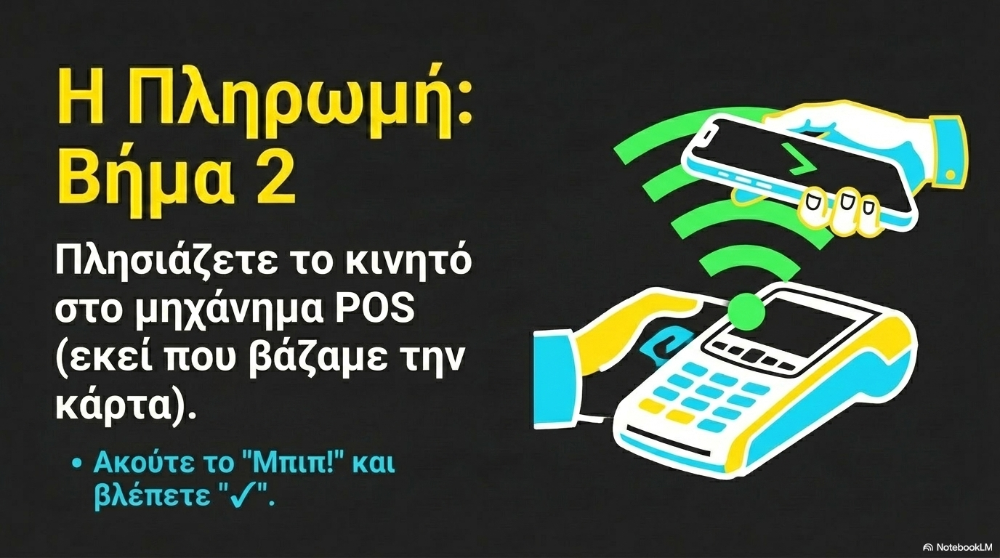 Η Πληρωμή:
Βήμα 2
Πλησιάζετε το κινητό
στο μηχάνημα POS
(εκεί που βάζαμε την
κάρτα).
• Ακούτε το "Μπιπ!" και
βλέπετε "✓".
NotebookLM